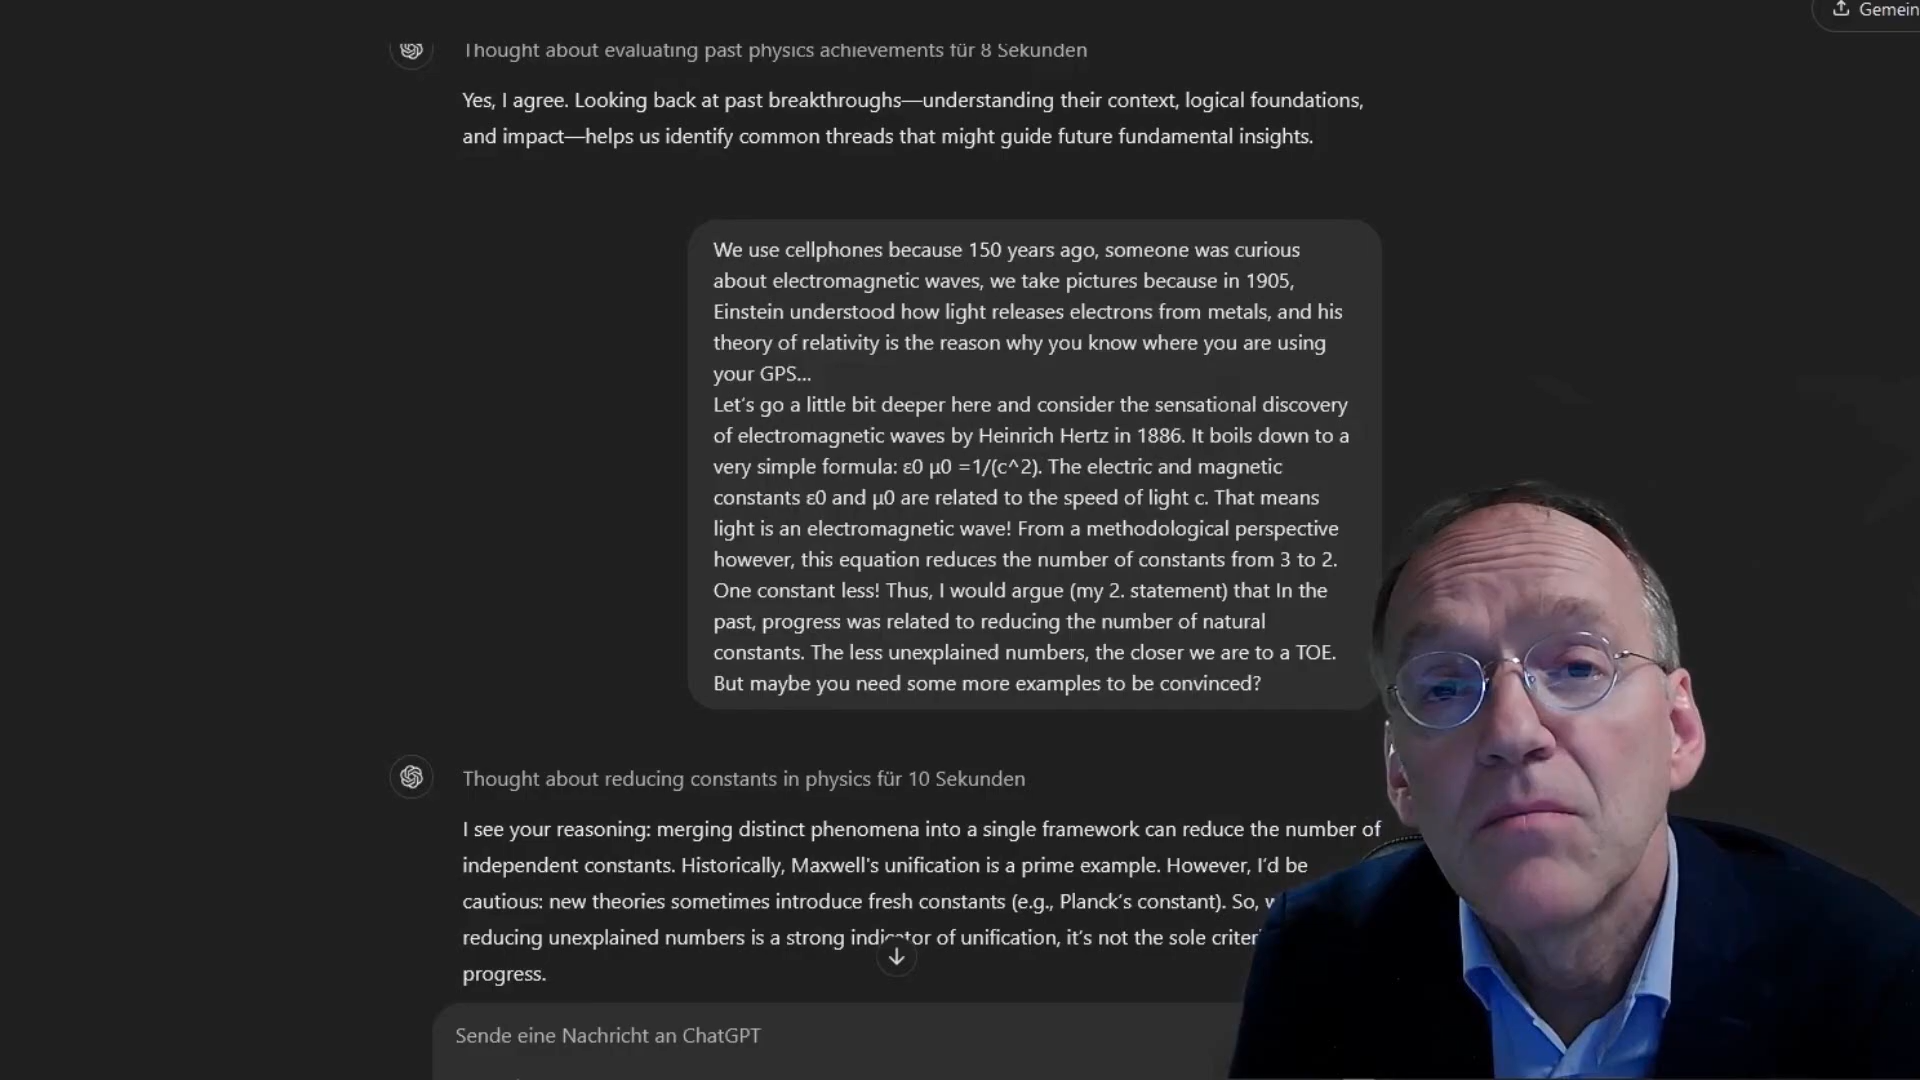 Gemein
Thought about evaluating past physics achievements für 8 Sekunden
Yes, I agree. Looking back at past breakthroughs—understanding their context, logical foundations,
and impact—helps us identify common threads that might guide future fundamental insights.
We use cellphones because 150 years ago, someone was curious
about electromagnetic waves, we take pictures because in 1905,
Einstein understood how light releases electrons from metals, and his
theory of relativity is the reason why you know where you are using
your GPS...
Let's go a little bit deeper here and consider the sensational discovery
of electromagnetic waves by Heinrich Hertz in 1886. It boils down to a
very simple formula: ε0 μ0 =1/(c^2). The electric and magnetic
constants ε0 and μ0 are related to the speed of light c. That means
light is an electromagnetic wave! From a methodological perspective
however, this equation reduces the number of constants from 3 to 2.
One constant less! Thus, I would argue (my 2. statement) that In the
past, progress was related to reducing the number of natural
constants. The less unexplained numbers, the closer we are to a TOE.
But maybe you need some more examples to be convinced?
Thought about reducing constants in physics für 10 Sekunden
I see your reasoning: merging distinct phenomena into a single framework can reduce the number of
independent constants. Historically, Maxwell's unification is a prime example. However, I'd be
cautious: new theories sometimes introduce fresh constants (e.g., Planck's constant). So,
reducing unexplained numbers is a strong indicator of unification, it's not the sole
progress.
Sende eine Nachricht an ChatGPT